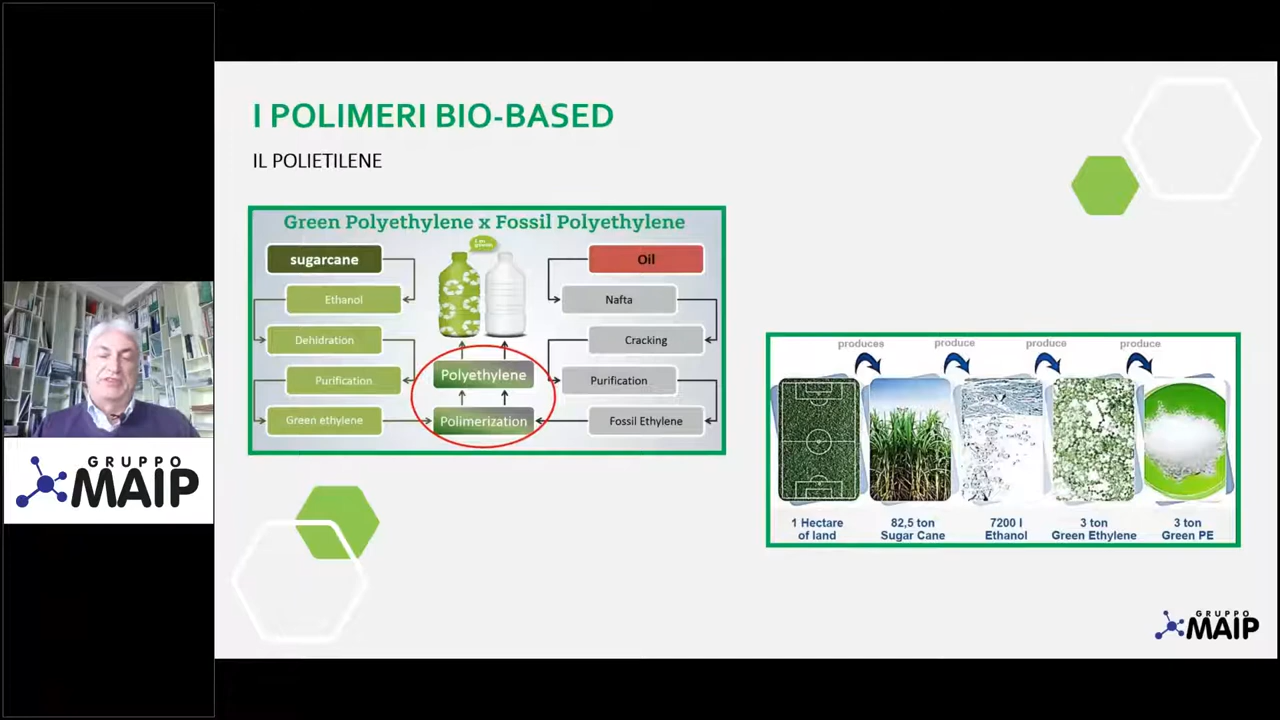 I POLIMERI BIO-BASED
IL POLIETILENE
Green Polyethylene x Fossil Polyethylene
I'm green
sugarcane
Ethanol
Dehidration
Purification
Green ethylene
Polyethylene
Polimerization
Oil
Nafta
Cracking
Purification
Fossil Ethylene
produces
produce
produce
produce
1 Hectare
of land
82,5 ton
Sugar Cane
7200 l
Ethanol
3 ton
Green Ethylene
3 ton
Green PE
GRUPPO
MAIP
GRUPPO
MAIP